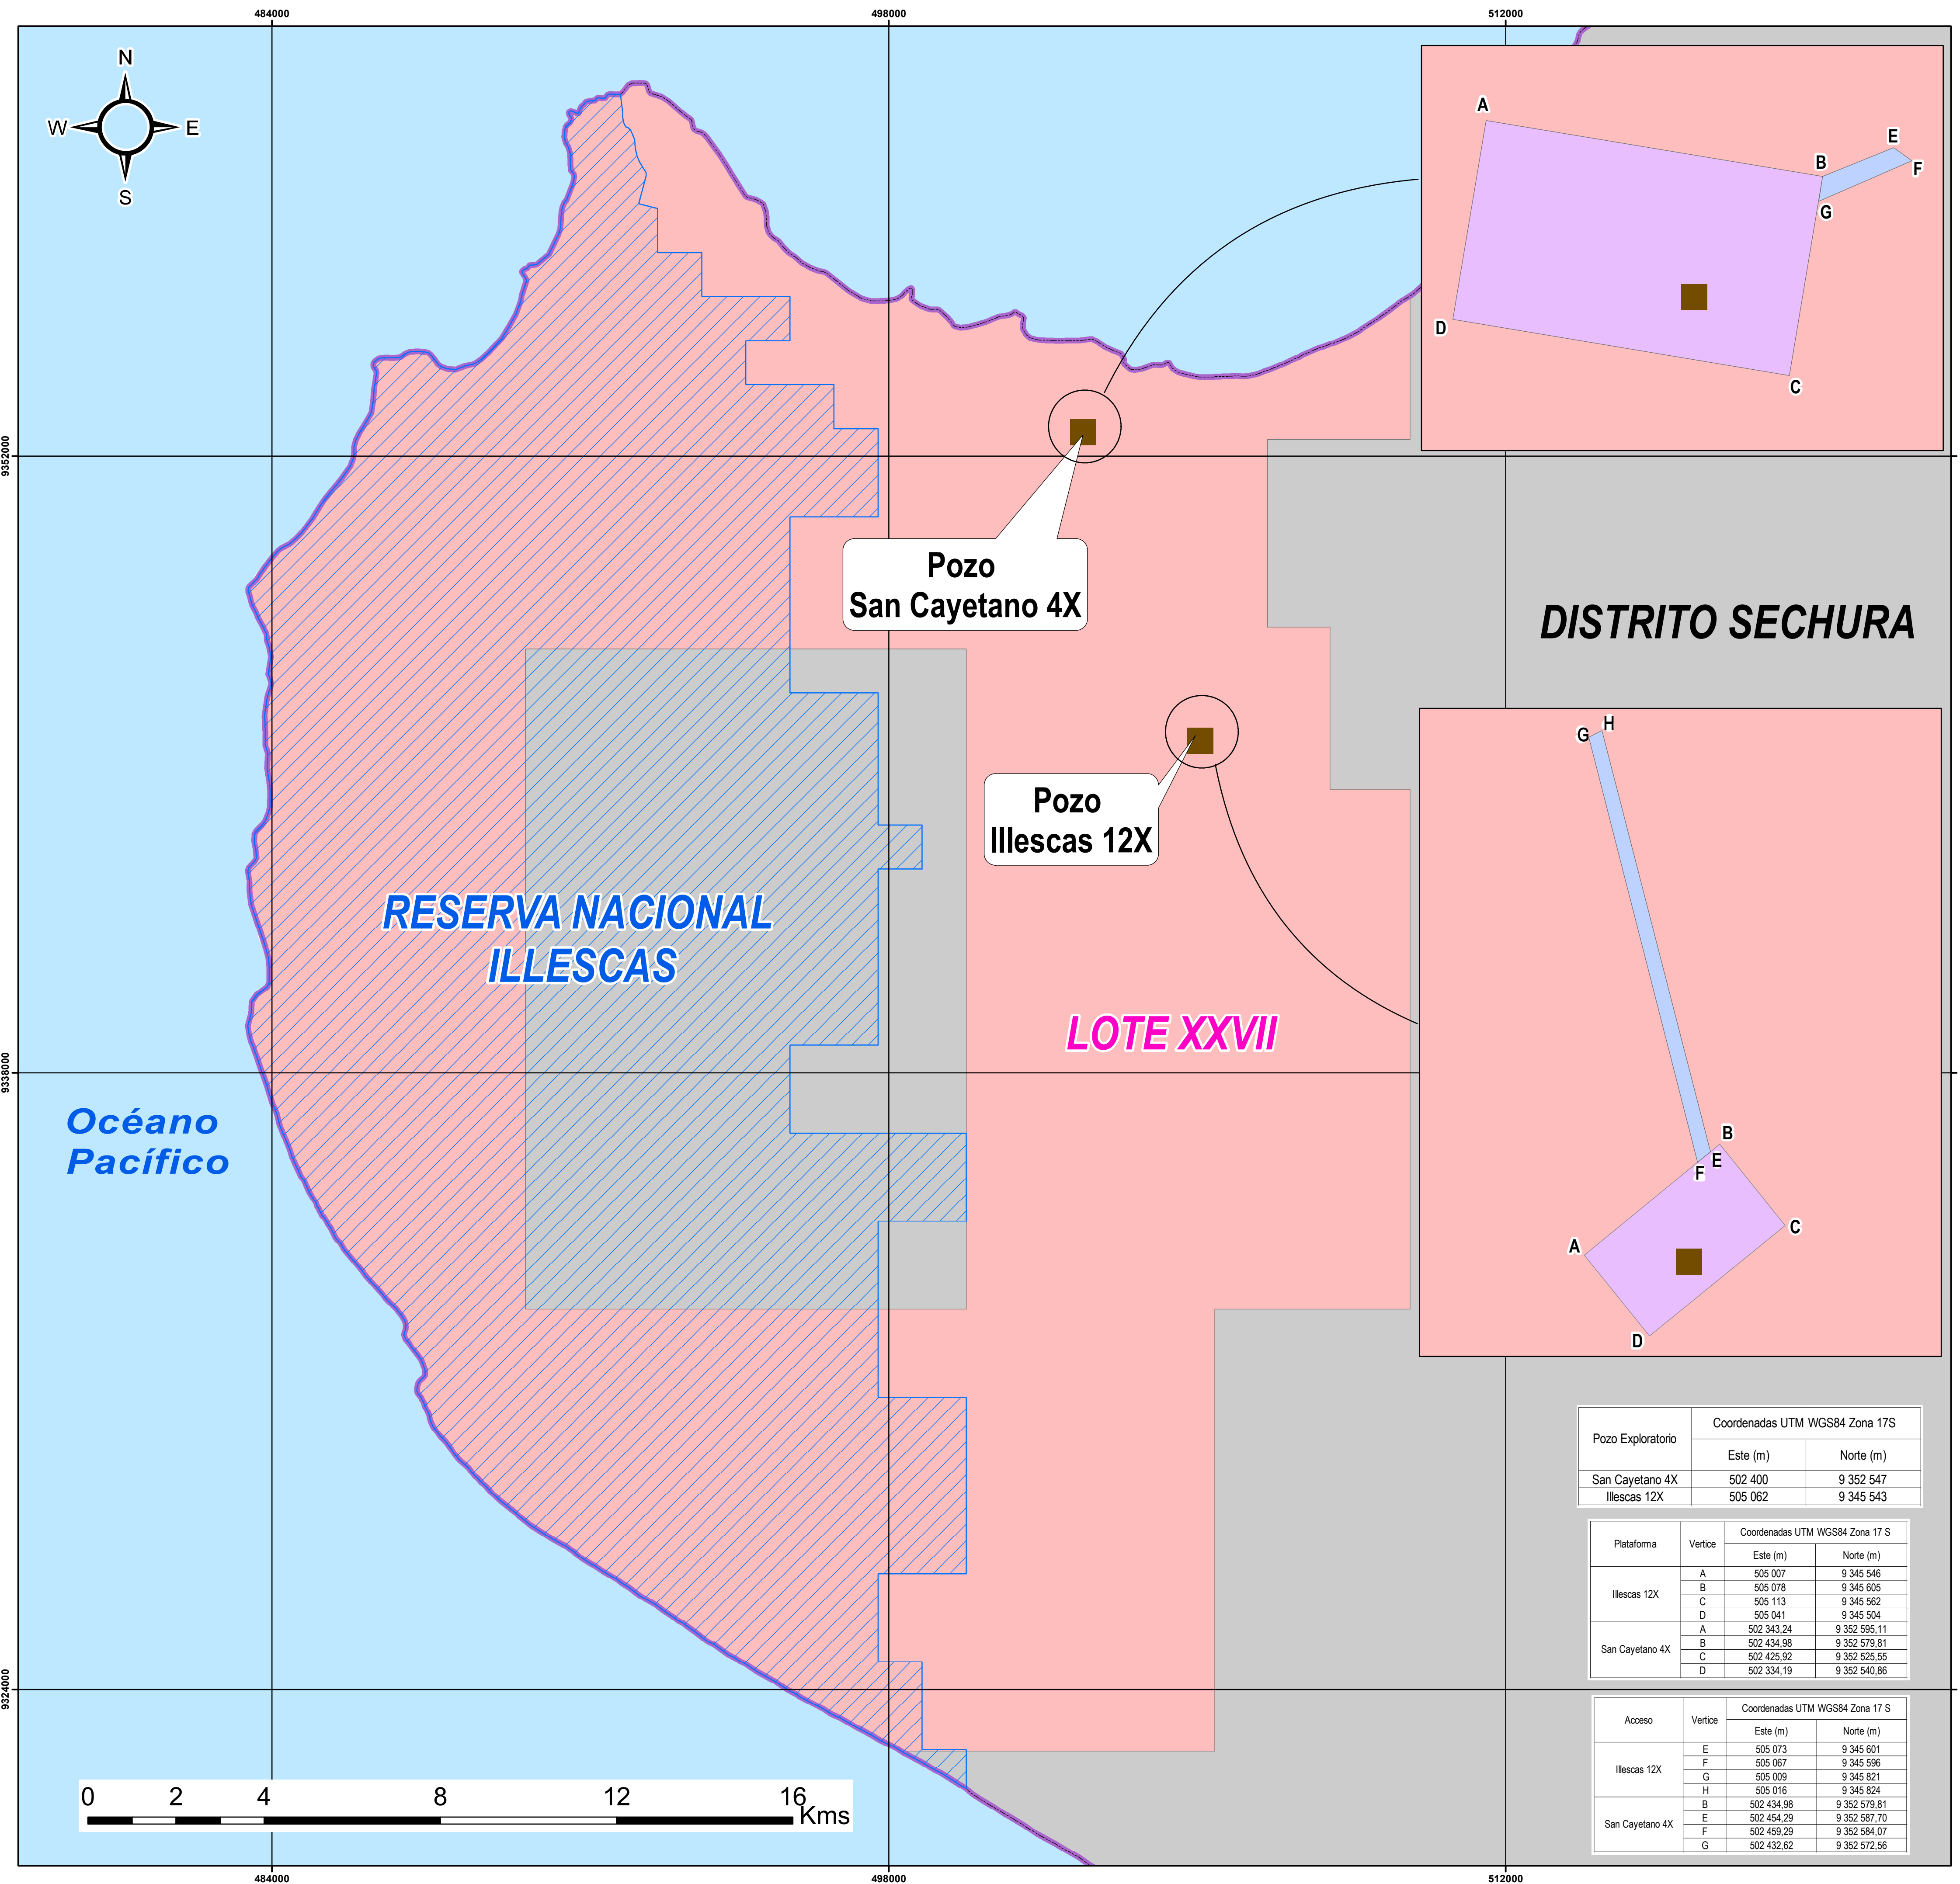 484000
498000
512000
N
W E
S
A
B
E
F
G
D
C
9352000
Pozo
San Cayetano 4X
DISTRITO SECHURA
Pozo
Illescas 12X
G
H
RESERVA NACIONAL
ILLESCAS
LOTE XXVII
9338000
Océano
Pacífico
B
E
F
C
A
D
Pozo Exploratorio Coordenadas UTM WGS84 Zona 17S
Este (m) Norte (m)
San Cayetano 4X 502 400 9 352 547
Illescas 12X 505 062 9 345 543
Plataforma Vertice Coordenadas UTM WGS84 Zona 17 S
Este (m) Norte (m)
Illescas 12X
A 505 007 9 345 546
B 505 078 9 345 605
C 505 113 9 345 562
D 505 041 9 345 504
San Cayetano 4X
A 502 343,24 9 352 595,11
B 502 434,98 9 352 579,81
C 502 425,92 9 352 525,55
D 502 334,19 9 352 540,86
9324000
Acceso Vertice Coordenadas UTM WGS84 Zona 17 S
Este (m) Norte (m)
Illescas 12X
E 505 073 9 345 601
F 505 067 9 345 596
G 505 009 9 345 821
H 505 016 9 345 824
San Cayetano 4X
B 502 434,98 9 352 579,81
E 502 454,29 9 352 587,70
F 502 459,29 9 352 584,07
G 502 432,62 9 352 572,56
0 2 4 8 12 16
Kms
484000
498000
512000